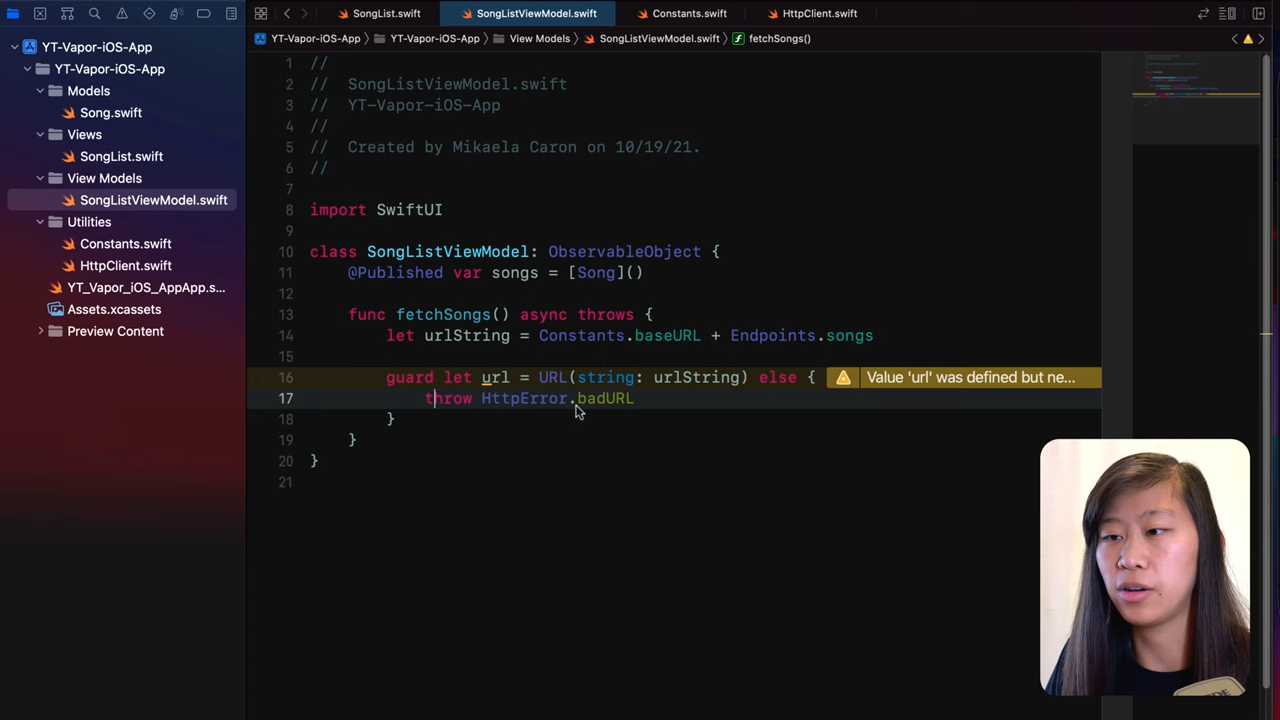 SongList.swift
SongListViewModel.swift
Constants.swift
HttpClient.swift
YT-Vapor-iOS-App
YT-Vapor-iOS-App
YT-Vapor-iOS-App
View Models
SongListViewModel.swift
fetchSongs()
YT-Vapor-iOS-App
Models
Song.swift
Views
SongList.swift
View Models
SongListViewModel.swift
Utilities
Constants.swift
HttpClient.swift
YT_Vapor_iOS_AppApp.s...
Assets.xcassets
Preview Content
1 //
2 // SongListViewModel.swift
3 // YT-Vapor-iOS-App
4 //
5 // Created by Mikaela Caron on 10/19/21.
6 //
7
8 import SwiftUI
9
10 class SongListViewModel: ObservableObject {
11 @Published var songs = [Song]()
12
13 func fetchSongs() async throws {
14 let urlString = Constants.baseURL + Endpoints.songs
15
16 guard let url = URL(string: urlString) else { Value 'url' was defined but ne...
17 throw HttpError.badURL
18 }
19 }
20 }
21